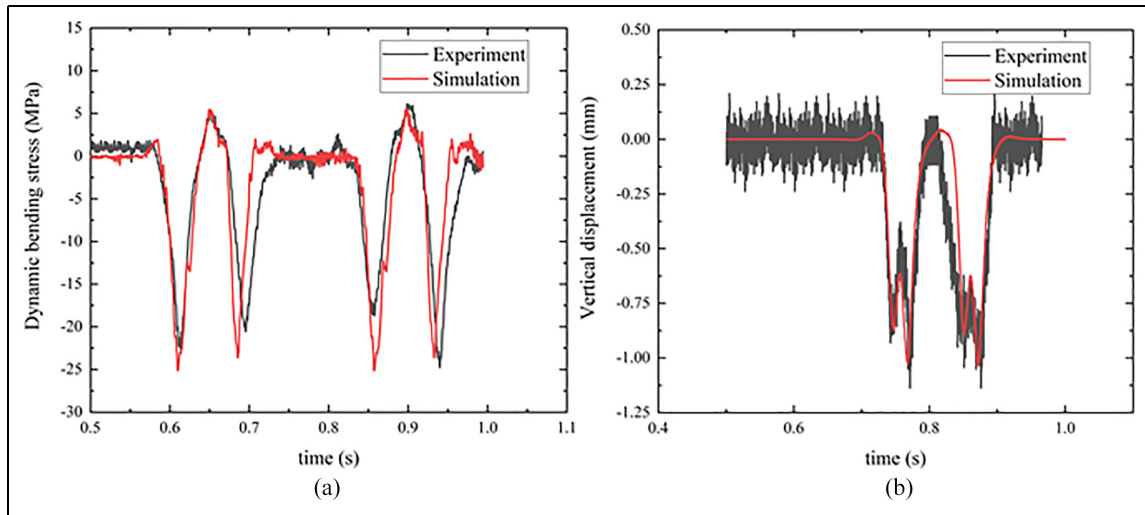 15
10
5
0
-5
-10
-15
-20
-25
-30
Dynamic bending stress (MPa)
Experiment
Simulation
0.5 0.6 0.7 0.8 0.9 1.0 1.1
time (s)
(a)
0.50
0.25
0.00
-0.25
-0.50
-0.75
-1.00
-1.25
Vertical displacement (mm)
Experiment
Simulation
0.4 0.6 0.8 1.0
time (s)
(b)